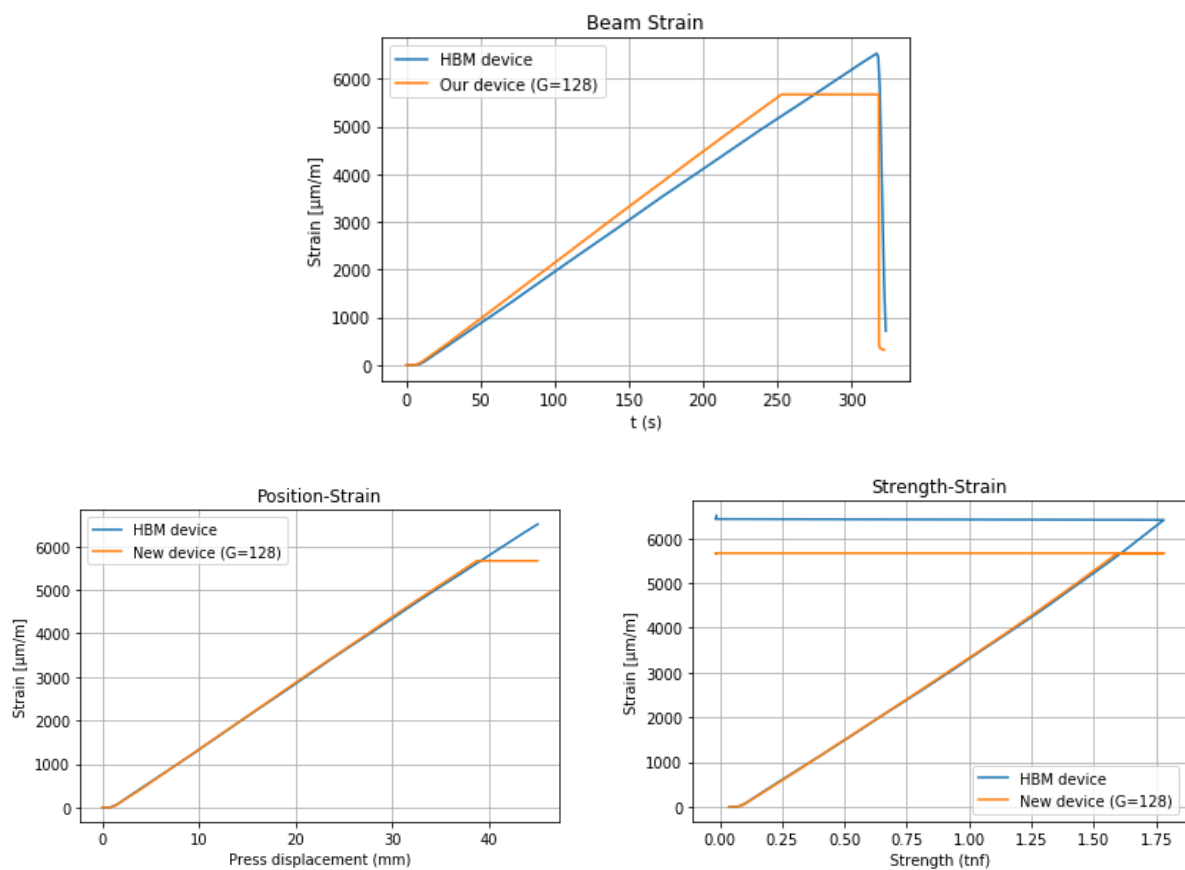 Beam Strain
HBM device
Our device (G=128)
Strain [µm/m]
6000
5000
4000
3000
2000
1000
0
0 50 100 150 200 250 300
t (s)
Position-Strain
HBM device
New device (G=128)
Strain [µm/m]
6000
5000
4000
3000
2000
1000
0
0 10 20 30 40
Press displacement (mm)
Strength-Strain
Strain [µm/m]
6000
5000
4000
3000
2000
1000
0
HBM device
New device (G=128)
0.00 0.25 0.50 0.75 1.00 1.25 1.50 1.75
Strength (tnf)